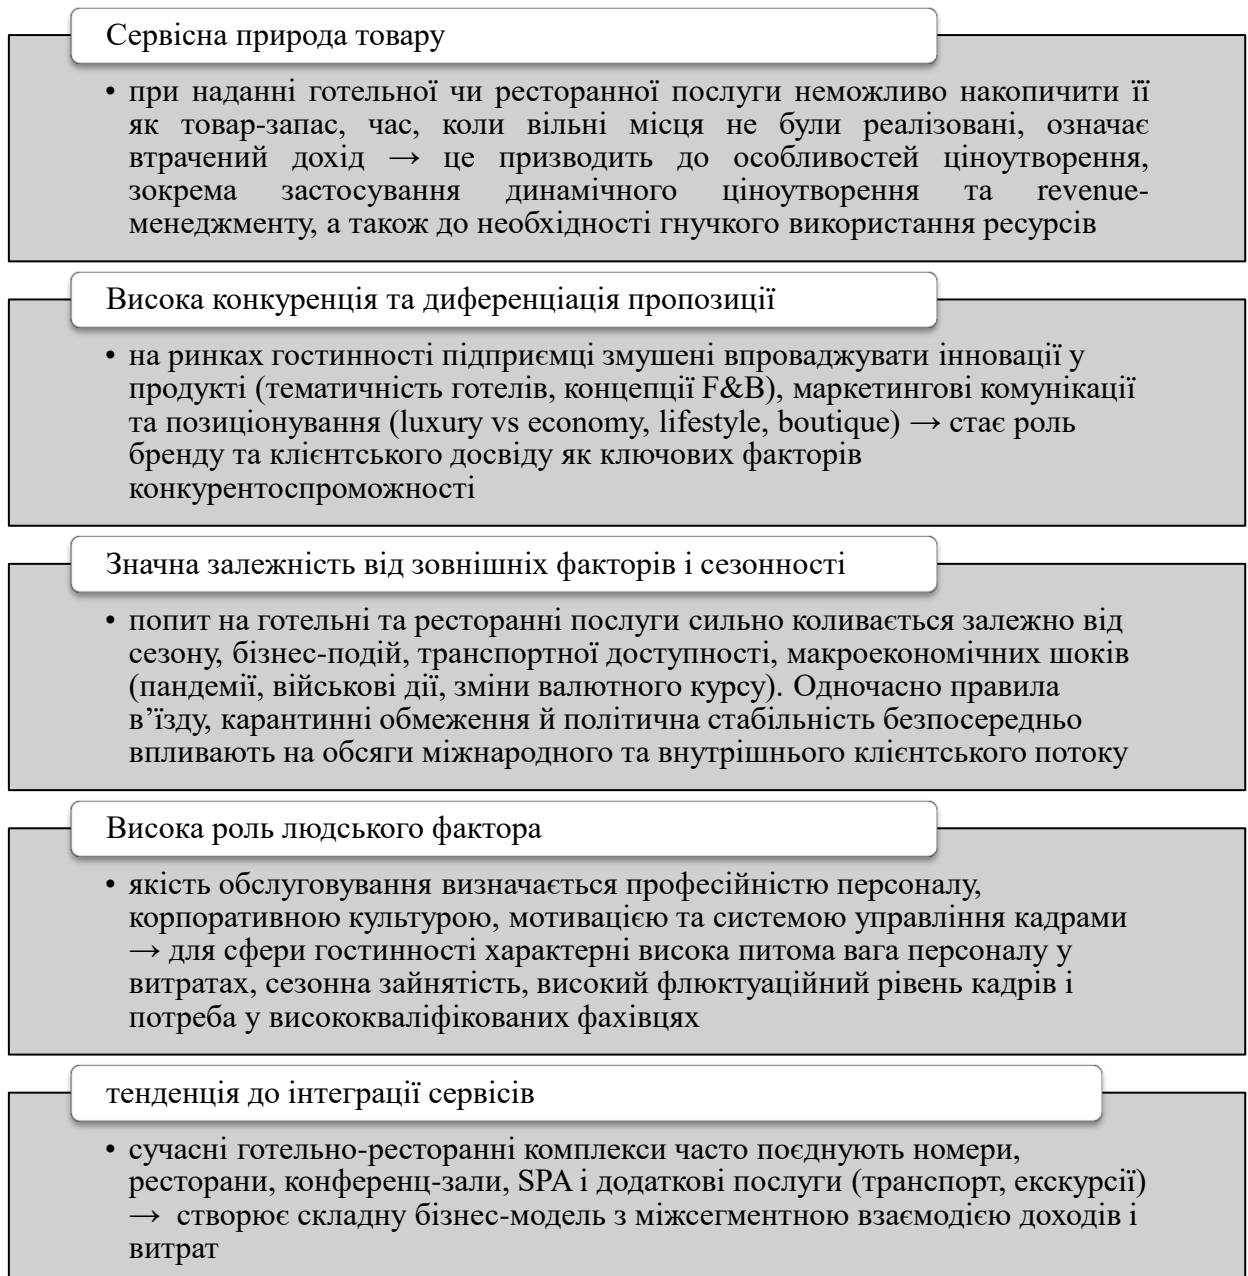 Сервісна природа товару
• при наданні готельної чи ресторанної послуги неможливо накопичити її
як товар-запас, час, коли вільні місця не були реалізовані, означає
втрачений дохід → це призводить до особливостей ціноутворення,
зокрема застосування динамічного ціноутворення та revenue-
менеджменту, а також до необхідності гнучкого використання ресурсів
Висока конкуренція та диференціація пропозиції
• на ринках гостинності підприємці змушені впроваджувати інновації у
продукті (тематичність готелів, концепції F&B), маркетингові комунікації
та позиціонування (luxury vs economy, lifestyle, boutique) → стає роль
бренду та клієнтського досвіду як ключових факторів
конкурентоспроможності
Значна залежність від зовнішніх факторів і сезонності
• попит на готельні та ресторанні послуги сильно коливається залежно від
сезону, бізнес-подій, транспортної доступності, макроекономічних шоків
(пандемії, військові дії, зміни валютного курсу). Одночасно правила
в’їзду, карантинні обмеження й політична стабільність безпосередньо
впливають на обсяги міжнародного та внутрішнього клієнтського потоку
Висока роль людського фактора
• якість обслуговування визначається професійністю персоналу,
корпоративною культурою, мотивацією та системою управління кадрами
→ для сфери гостинності характерні висока питома вага персоналу у
витратах, сезонна зайнятість, високий флюктуаційний рівень кадрів і
потреба у висококваліфікованих фахівцях
тенденція до інтеграції сервісів
• сучасні готельно-ресторанні комплекси часто поєднують номери,
ресторани, конференц-зали, SPA і додаткові послуги (транспорт, екскурсії)
→ створює складну бізнес-модель з міжсегментною взаємодією доходів і
витрат